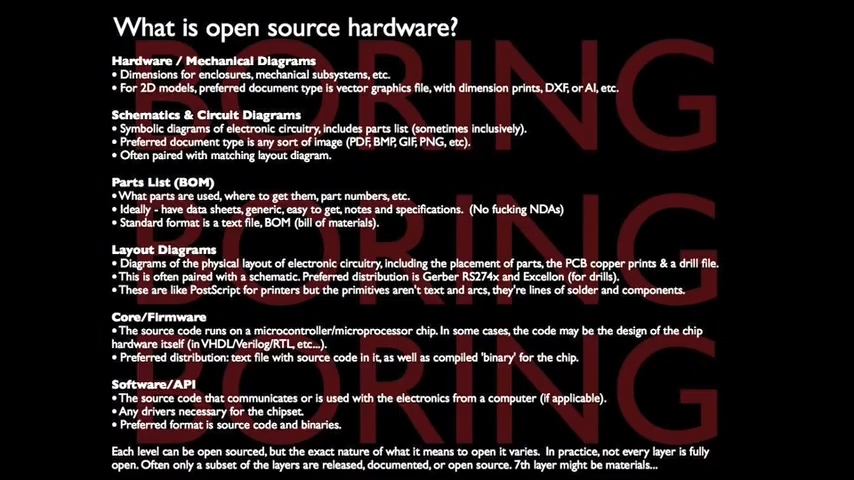 What is open source hardware?
BORING
Hardware / Mechanical Diagrams
• Dimensions for enclosures, mechanical subsystems, etc.
• For 2D models, preferred document type is vector graphics file, with dimension prints, DXF, or AI, etc.
Schematics & Circuit Diagrams
• Symbolic diagrams of electronic circuitry, includes parts list (sometimes inclusively).
• Preferred document type is any sort of image (PDF, BMP, GIF, PNG, etc).
• Often paired with matching layout diagram.
BORING
Parts List (BOM)
• What parts are used, where to get them, part numbers, etc.
• Ideally - have data sheets, generic, easy to get, notes and specifications. (No fucking NDAs)
• Standard format is a text file, BOM (bill of materials).
Layout Diagrams
• Diagrams of the physical layout of electronic circuitry, including the placement of parts, the PCB copper prints & a drill file.
• This is often paired with a schematic. Preferred distribution is Gerber RS274x and Excellon (for drills).
• These are like PostScript for printers but the primitives aren't text and arcs, they're lines of solder and components.
BORING
Core/Firmware
• The source code runs on a microcontroller/microprocessor chip. In some cases, the code may be the design of the chip
hardware itself (in VHDL/Verilog/RTL, etc...).
• Preferred distribution: text file with source code in it, as well as compiled 'binary' for the chip.
Software/API
• The source code that communicates or is used with the electronics from a computer (if applicable).
• Any drivers necessary for the chipset.
• Preferred format is source code and binaries.
Each level can be open sourced, but the exact nature of what it means to open it varies. In practice, not every layer is fully
open. Often only a subset of the layers are released, documented, or open source. 7th layer might be materials...